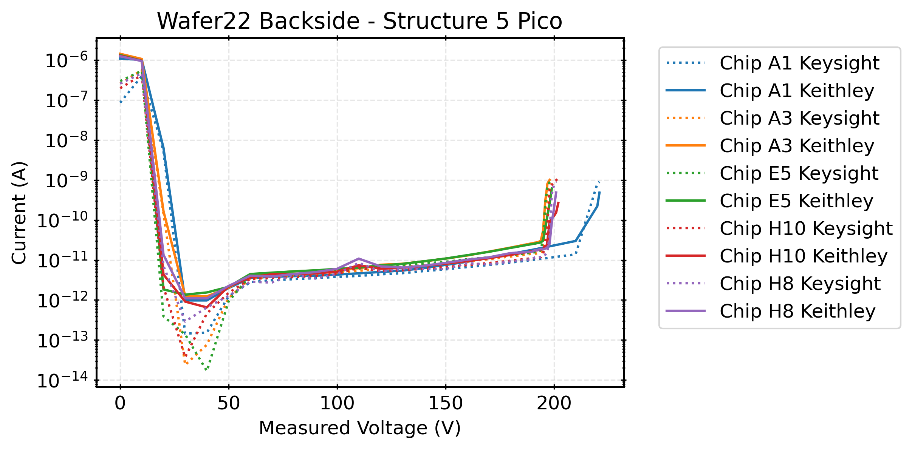 Wafer22 Backside - Structure 5 Pico
Current (A)
10⁻⁶
10⁻⁷
10⁻⁸
10⁻⁹
10⁻¹⁰
10⁻¹¹
10⁻¹²
10⁻¹³
10⁻¹⁴
0 50 100 150 200
Measured Voltage (V)
Chip A1 Keysight
Chip A1 Keithley
Chip A3 Keysight
Chip A3 Keithley
Chip E5 Keysight
Chip E5 Keithley
Chip H10 Keysight
Chip H10 Keithley
Chip H8 Keysight
Chip H8 Keithley